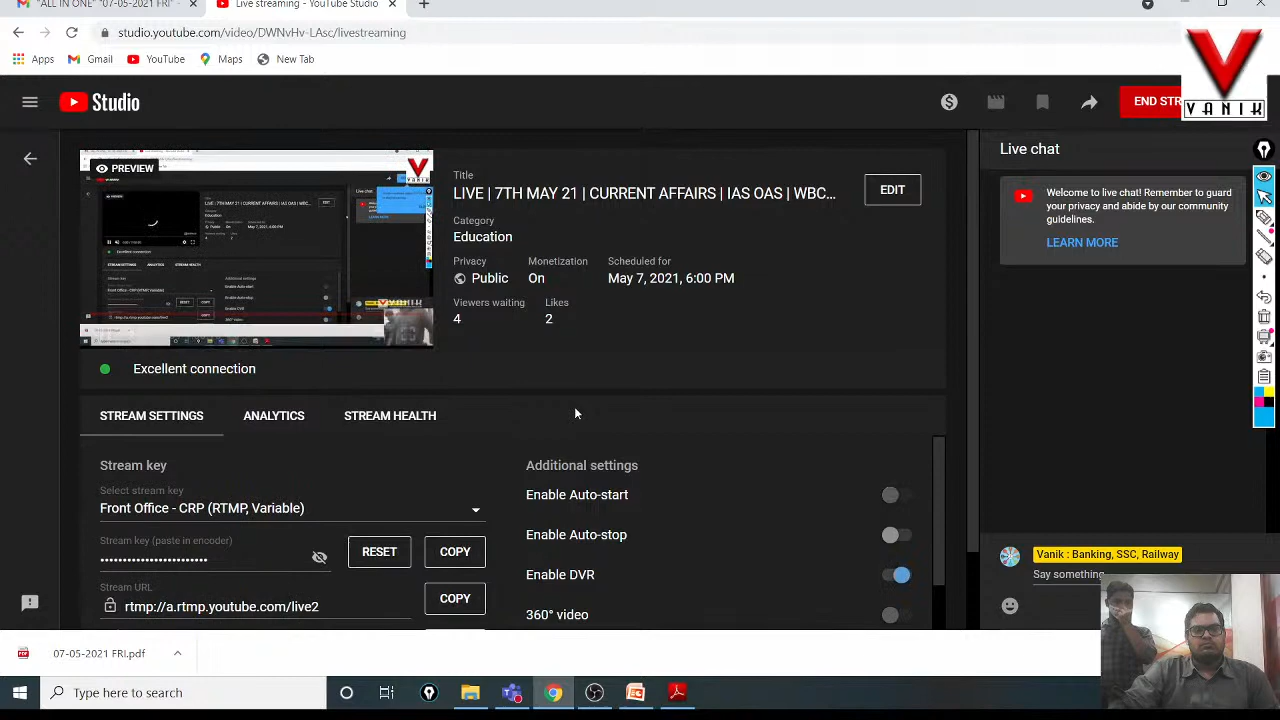 "ALL IN ONE" "07-05-2021 FRI"
Live streaming - YouTube Studio
studio.youtube.com/video/DWNvHv-LAsc/livestreaming
Apps
Gmail
YouTube
Maps
New Tab
Studio
END STR
VANIK
PREVIEW
Title
LIVE | 7TH MAY 21 | CURRENT AFFAIRS | IAS OAS | WBC...
EDIT
Category
Education
Privacy
Monetization
Scheduled for
Public
On
May 7, 2021, 6:00 PM
Viewers waiting
Likes
4
2
Excellent connection
STREAM SETTINGS
ANALYTICS
STREAM HEALTH
Stream key
Select stream key
Front Office - CRP (RTMP, Variable)
Stream key (paste in encoder)
RESET
COPY
Stream URL
rtmp://a.rtmp.youtube.com/live2
COPY
Additional settings
Enable Auto-start
Enable Auto-stop
Enable DVR
360° video
Live chat
Welcome to live chat! Remember to guard
your privacy and abide by our community
guidelines.
LEARN MORE
Vanik : Banking, SSC, Railway
Say something
07-05-2021 FRI.pdf
Type here to search